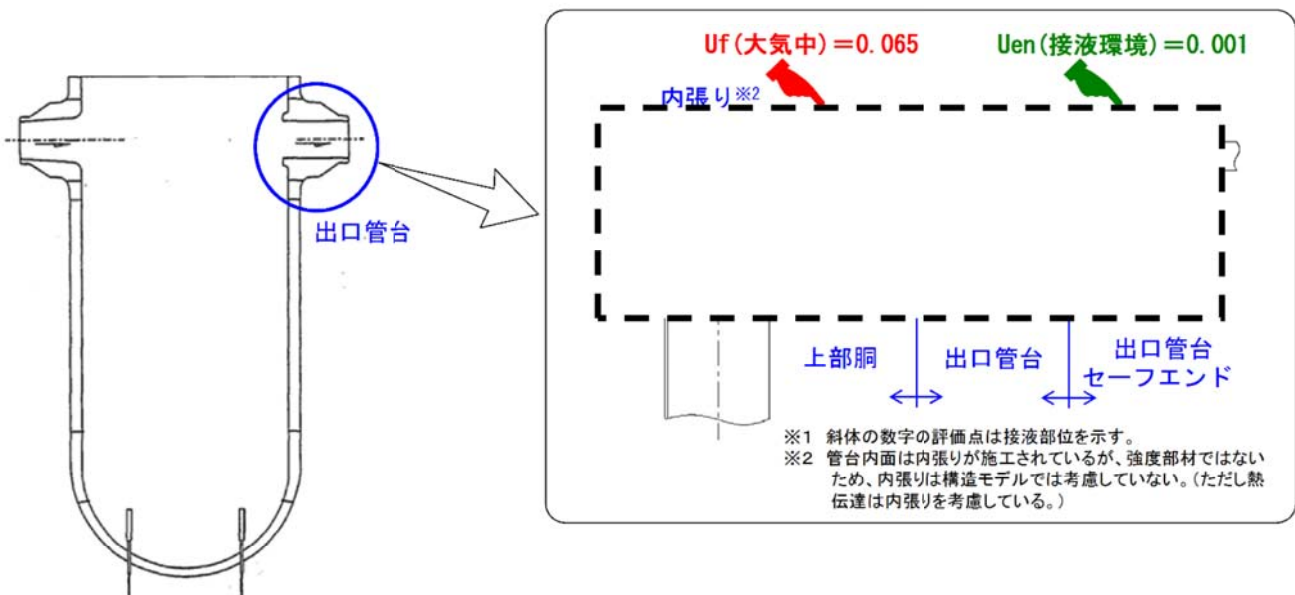 Uf(大気中)=0.065
Uen(接液環境)=0.001
内張り※2
出口管台
上部胴
出口管台
出口管台
セーフエンド
※1 斜体の数字の評価点は接液部位を示す。
※2 管台内面は内張りが施工されているが、強度部材ではない
ため、内張りは構造モデルでは考慮していない。(ただし熱
伝達は内張りを考慮している。)